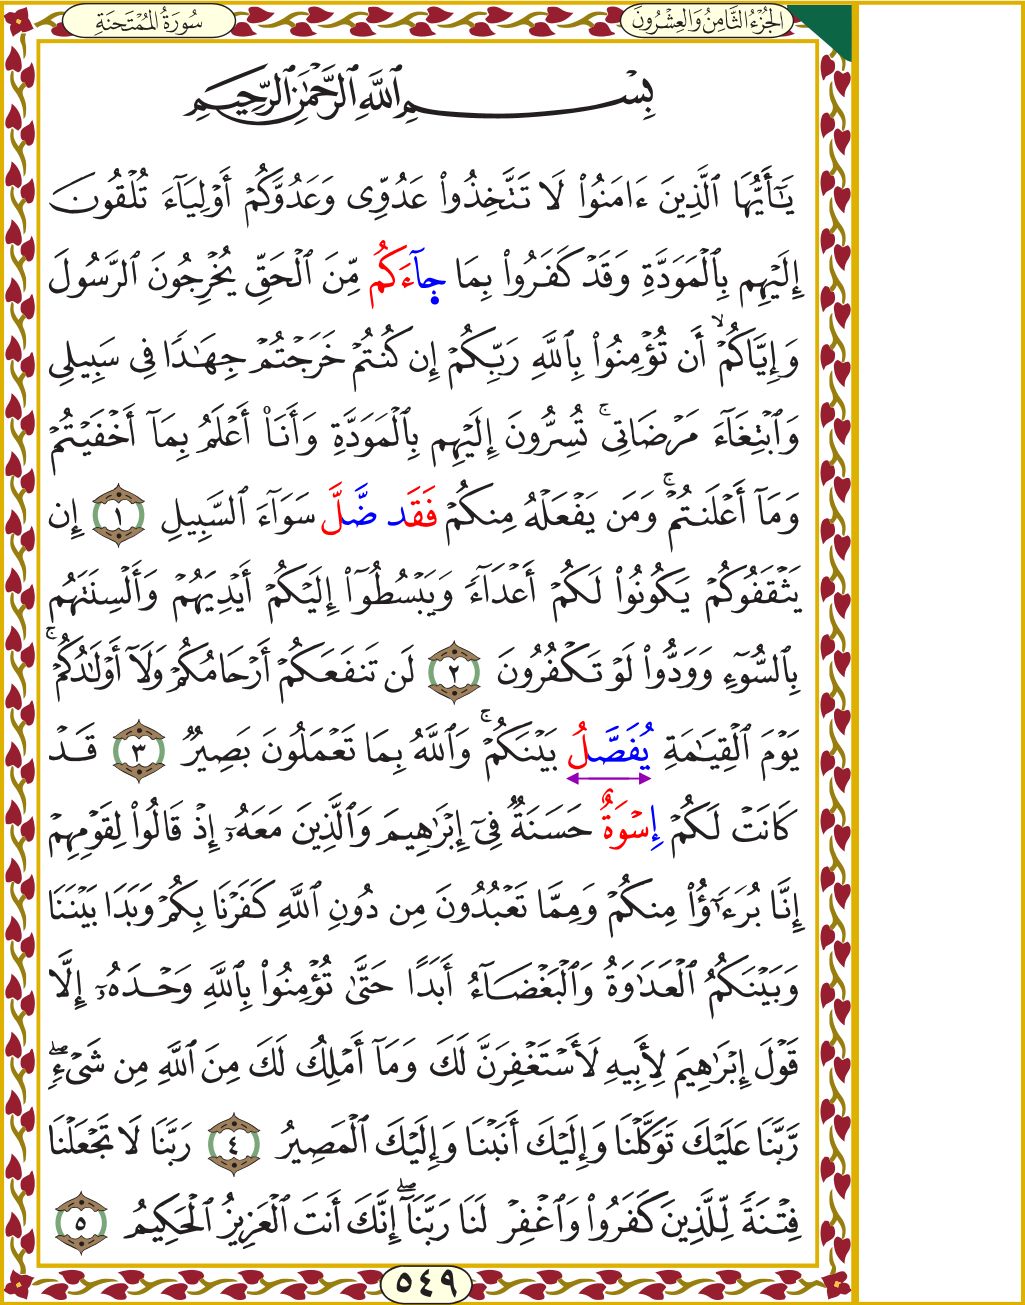 سُورَةُ الْمُمْتَحَنَةِ
الجُزْءُ الثَّامِنُ وَالعِشْرُونَ
بِسْمِ ٱللَّهِ ٱلرَّحْمَٰنِ ٱلرَّحِيمِ
يَـٰٓأَيُّهَا ٱلَّذِينَ ءَامَنُوا۟ لَا تَتَّخِذُوا۟ عَدُوِّى وَعَدُوَّكُمْ أَوْلِيَآءَ تُلْقُونَ
إِلَيْهِم بِٱلْمَوَدَّةِ وَقَدْ كَفَرُوا۟ بِمَا جِآءَكُم مِّنَ ٱلْحَقِّ يُخْرِجُونَ ٱلرَّسُولَ
وَإِيَّاكُمْ ۙ أَن تُؤْمِنُوا۟ بِٱللَّهِ رَبِّكُمْ إِن كُنتُمْ خَرَجْتُمْ جِهَـٰدًا فِى سَبِيلِى
وَٱبْتِغَآءَ مَرْضَاتِى ۚ تُسِرُّونَ إِلَيْهِم بِٱلْمَوَدَّةِ وَأَنَا۠ أَعْلَمُ بِمَآ أَخْفَيْتُمْ
وَمَآ أَعْلَنتُمْ ۚ وَمَن يَفْعَلْهُ مِنكُمْ فَقَد ضَّلَّ سَوَآءَ ٱلسَّبِيلِ ١ إِن
يَثْقَفُوكُمْ يَكُونُوا۟ لَكُمْ أَعْدَآءً وَيَبْسُطُوٓا۟ إِلَيْكُمْ أَيْدِيَهُمْ وَأَلْسِنَتَهُم
بِٱلسُّوٓءِ وَوَدُّوا۟ لَوْ تَكْفُرُونَ ٢ لَن تَنفَعَكُمْ أَرْحَامُكُمْ وَلَآ أَوْلَـٰدُكُمْ ۚ
يَوْمَ ٱلْقِيَـٰمَةِ يُفَصَّلُ بَيْنَكُمْ ۚ وَٱللَّهُ بِمَا تَعْمَلُونَ بَصِيرٌ ٣ قَدْ
كَانَتْ لَكُمْ إِسْوَةٌ حَسَنَةٌ فِىٓ إِبْرَٰهِيمَ وَٱلَّذِينَ مَعَهُۥٓ إِذْ قَالُوا۟ لِقَوْمِهِمْ
إِنَّا بُرَءَٰٓؤُا۟ مِنكُمْ وَمِمَّا تَعْبُدُونَ مِن دُونِ ٱللَّهِ كَفَرْنَا بِكُمْ وَبَدَا بَيْنَنَا
وَبَيْنَكُمُ ٱلْعَدَٰوَةُ وَٱلْبَغْضَآءُ أَبَدًا حَتَّىٰ تُؤْمِنُوا۟ بِٱللَّهِ وَحْدَهُۥٓ إِلَّا
قَوْلَ إِبْرَٰهِيمَ لِأَبِيهِ لَأَسْتَغْفِرَنَّ لَكَ وَمَآ أَمْلِكُ لَكَ مِنَ ٱللَّهِ مِن شَىْءٍ ۖ
رَّبَّنَا عَلَيْكَ تَوَكَّلْنَا وَإِلَيْكَ أَنَبْنَا وَإِلَيْكَ ٱلْمَصِيرُ ٤ رَبَّنَا لَا تَجْعَلْنَا
فِتْنَةً لِّلَّذِينَ كَفَرُوا۟ وَٱغْفِرْ لَنَا رَبَّنَآ ۖ إِنَّكَ أَنتَ ٱلْعَزِيزُ ٱلْحَكِيمُ ٥
٥٤٩